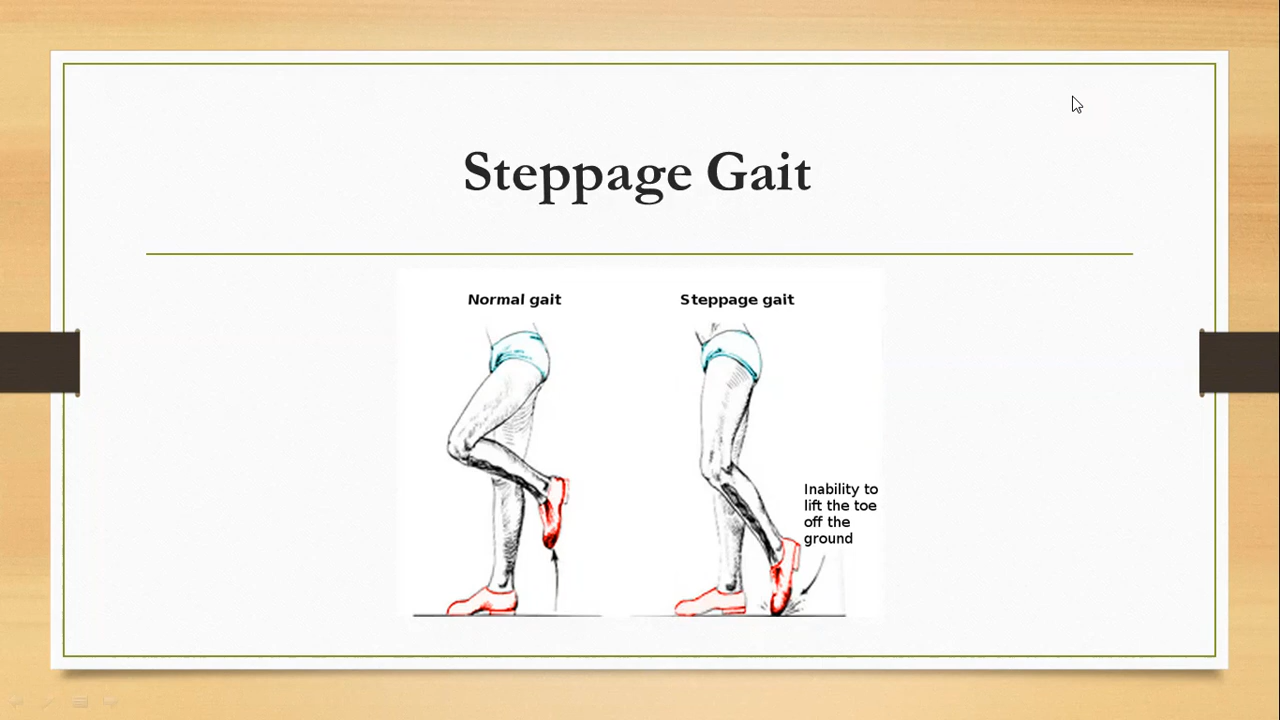 Steppage Gait
Normal gait
Steppage gait
Inability to
lift the toe
off the
ground